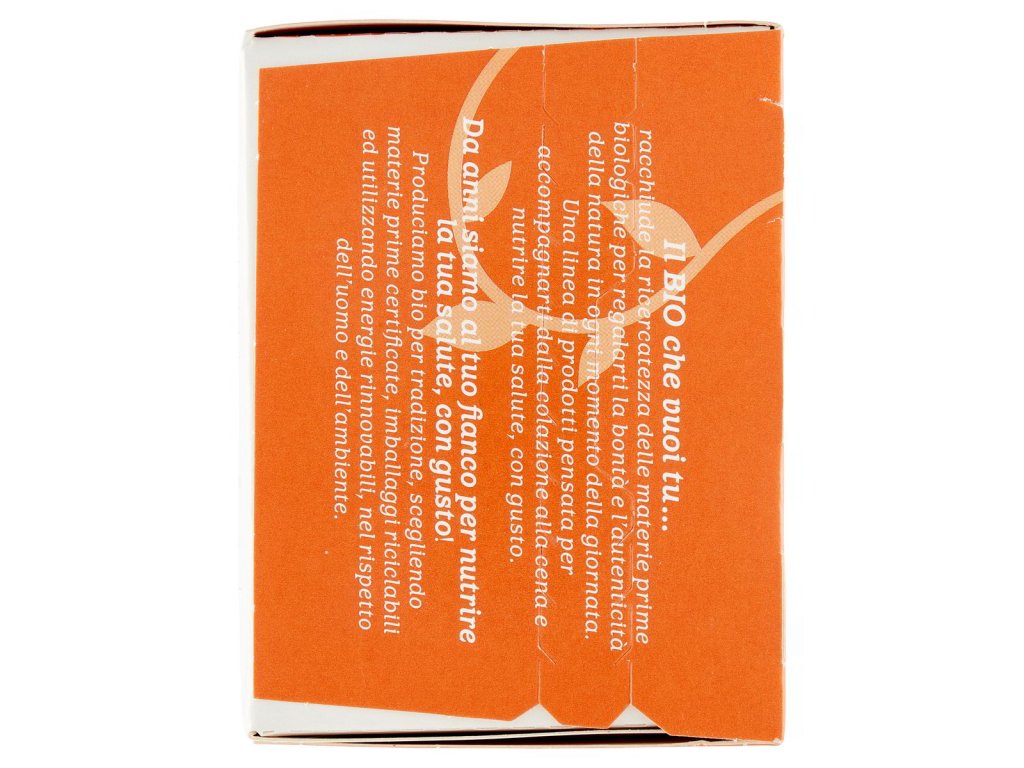 Il BIO che vuoi tu...
racchiude la ricercatezza delle materie prime
biologiche per regalarti la bontà e l'autenticità
della natura in ogni momento della giornata.
Una linea di prodotti pensata per
accompagnarti dalla colazione alla cena e
nutrire la tua salute, con gusto.
Da anni siamo al tuo fianco per nutrire
la tua salute, con gusto!
Produciamo bio per tradizione, scegliendo
materie prime certificate, imballaggi riciclabili
ed utilizzando energie rinnovabili, nel rispetto
dell'uomo e dell'ambiente.